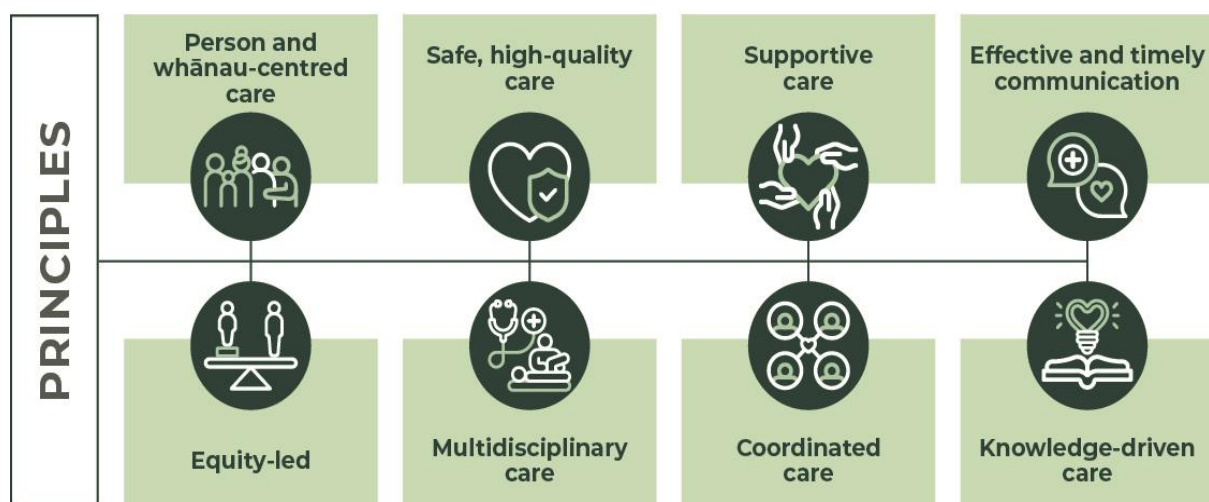 PRINCIPLES
Person and
whānau-centred
care
Safe, high-quality
care
Supportive
care
Effective and timely
communication
Equity-led
Multidisciplinary
care
Coordinated
care
Knowledge-driven
care